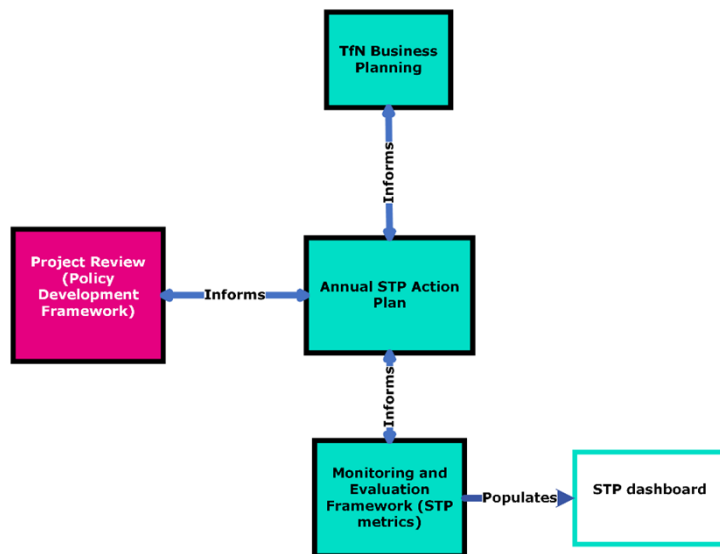 TfN Business
Planning
Informs
Project Review
(Policy
Development
Framework)
Informs
Annual STP Action
Plan
Informs
Monitoring and
Evaluation
Framework (STP
metrics)
Populates
STP dashboard